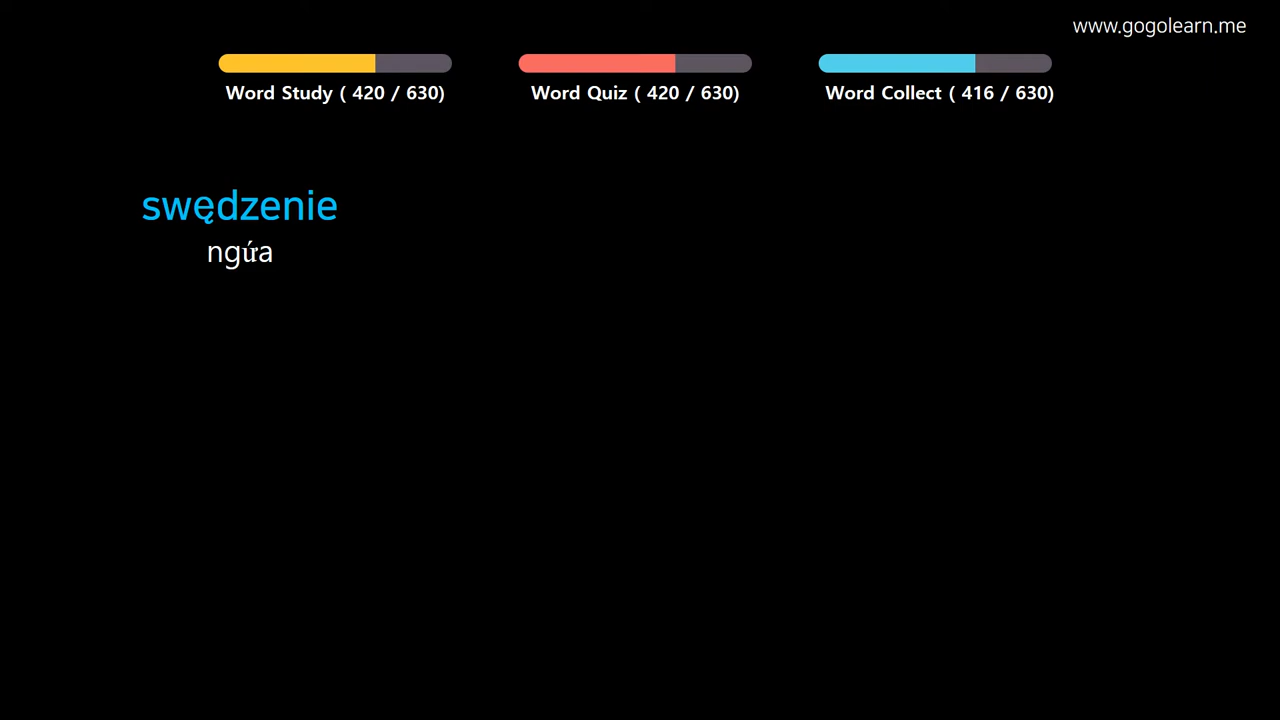 www.gogolearn.me
Word Study ( 420 / 630)
Word Quiz ( 420 / 630)
Word Collect ( 416 / 630)
swędzenie
ngứa